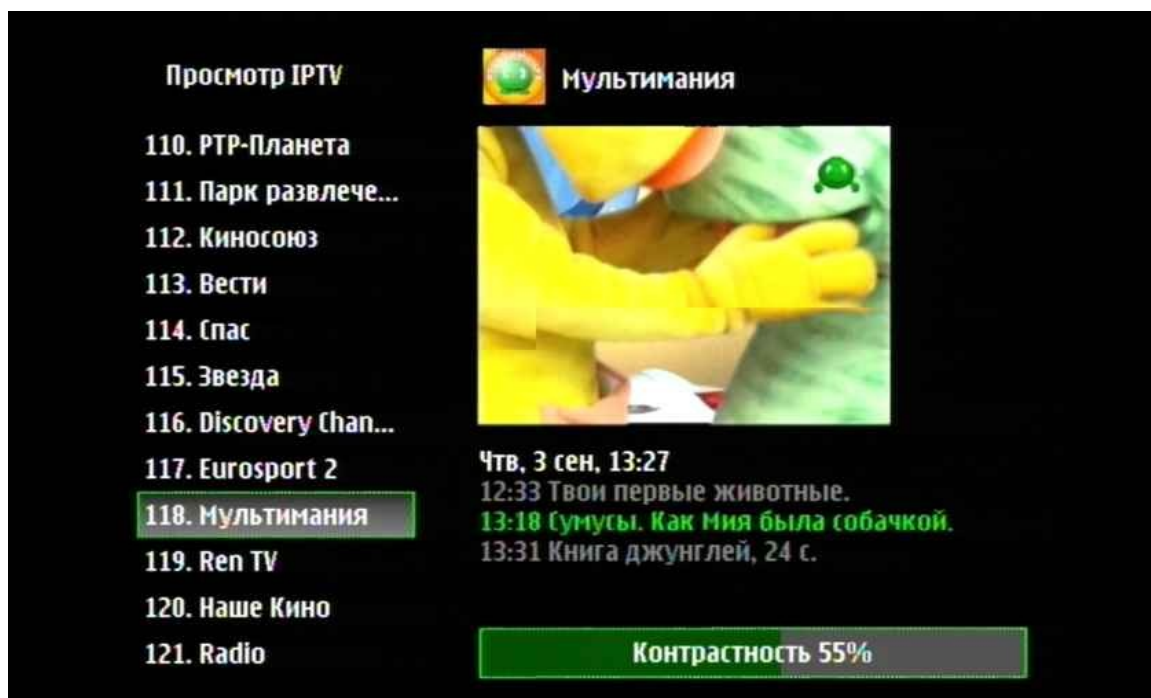 Просмотр IPTV
Мультимания
110. РТР-Планета
111. Парк развлече...
112. Киносоюз
113. Вести
114. Спас
115. Звезда
116. Discovery Chan...
117. Eurosport 2
118. Мультимания
119. Ren TV
120. Наше Кино
121. Radio
Чтв, 3 сен, 13:27
12:33 Твои первые животные.
13:18 Сумусы. Как Мия была собачкой.
13:31 Книга джунглей, 24 с.
Контрастность 55%